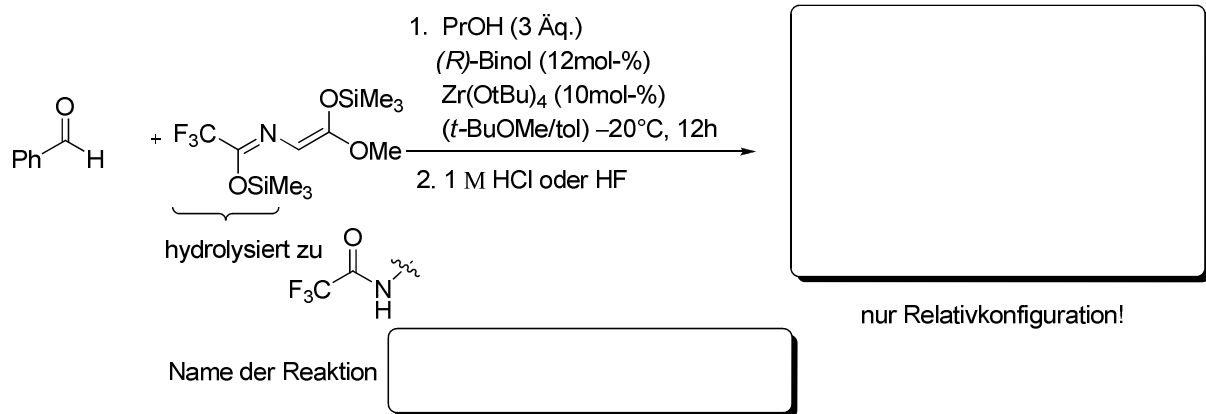 1. PrOH (3 Äq.)
(R)-Binol (12mol-%)
Zr(OtBu)4 (10mol-%)
(t-BuOMe/tol) –20°C, 12h
2. 1 M HCl oder HF
O
Ph
H
+
F3C
N
OSiMe3
OMe
OSiMe3
hydrolysiert zu
O
F3C
N
H
nur Relativkonfiguration!
Name der Reaktion